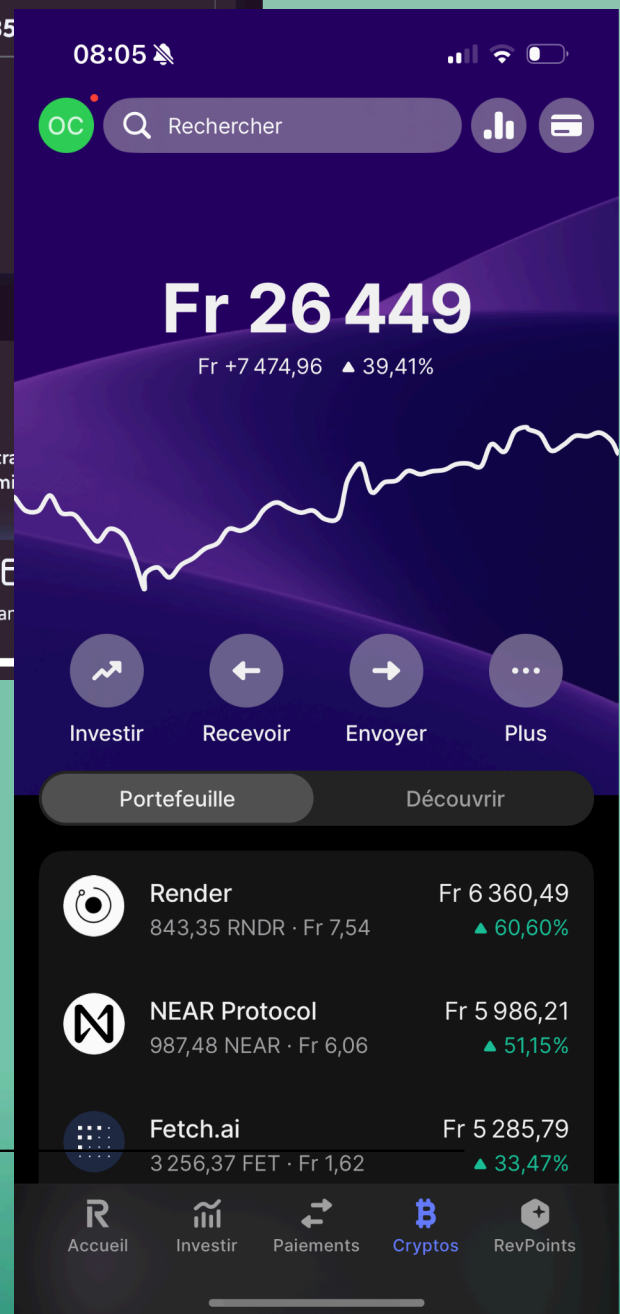 08:05
OC
Rechercher
Fr 26 449
Fr +7 474,96 ▲ 39,41%
Investir
Recevoir
Envoyer
Plus
Portefeuille
Découvrir
Render
Fr 6 360,49
843,35 RNDR · Fr 7,54
▲ 60,60%
NEAR Protocol
Fr 5 986,21
987,48 NEAR · Fr 6,06
▲ 51,15%
Fetch.ai
Fr 5 285,79
3 256,37 FET · Fr 1,62
▲ 33,47%
Accueil
Investir
Paiements
Cryptos
RevPoints